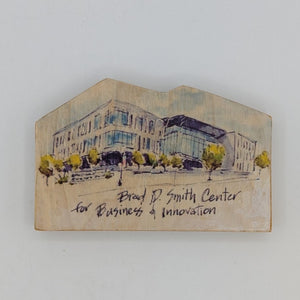 Brad D. Smith Center
for Business & Innovation